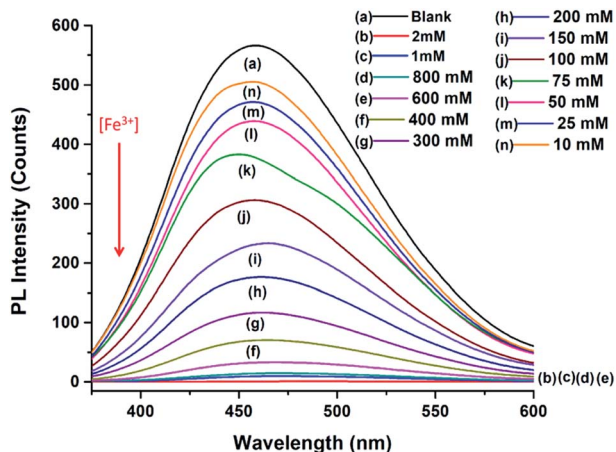 (a) Blank
(b) 2mM
(c) 1mM
(d) 800 mM
(e) 600 mM
(f) 400 mM
(g) 300 mM
(h) 200 mM
(i) 150 mM
(j) 100 mM
(k) 75 mM
(l) 50 mM
(m) 25 mM
(n) 10 mM
PL Intensity (Counts)
600
500
400
300
200
100
0
[Fe³⁺]
(a)
(n)
(m)
(l)
(k)
(j)
(i)
(h)
(g)
(f)
(b) (c) (d) (e)
400 450 500 550 600
Wavelength (nm)